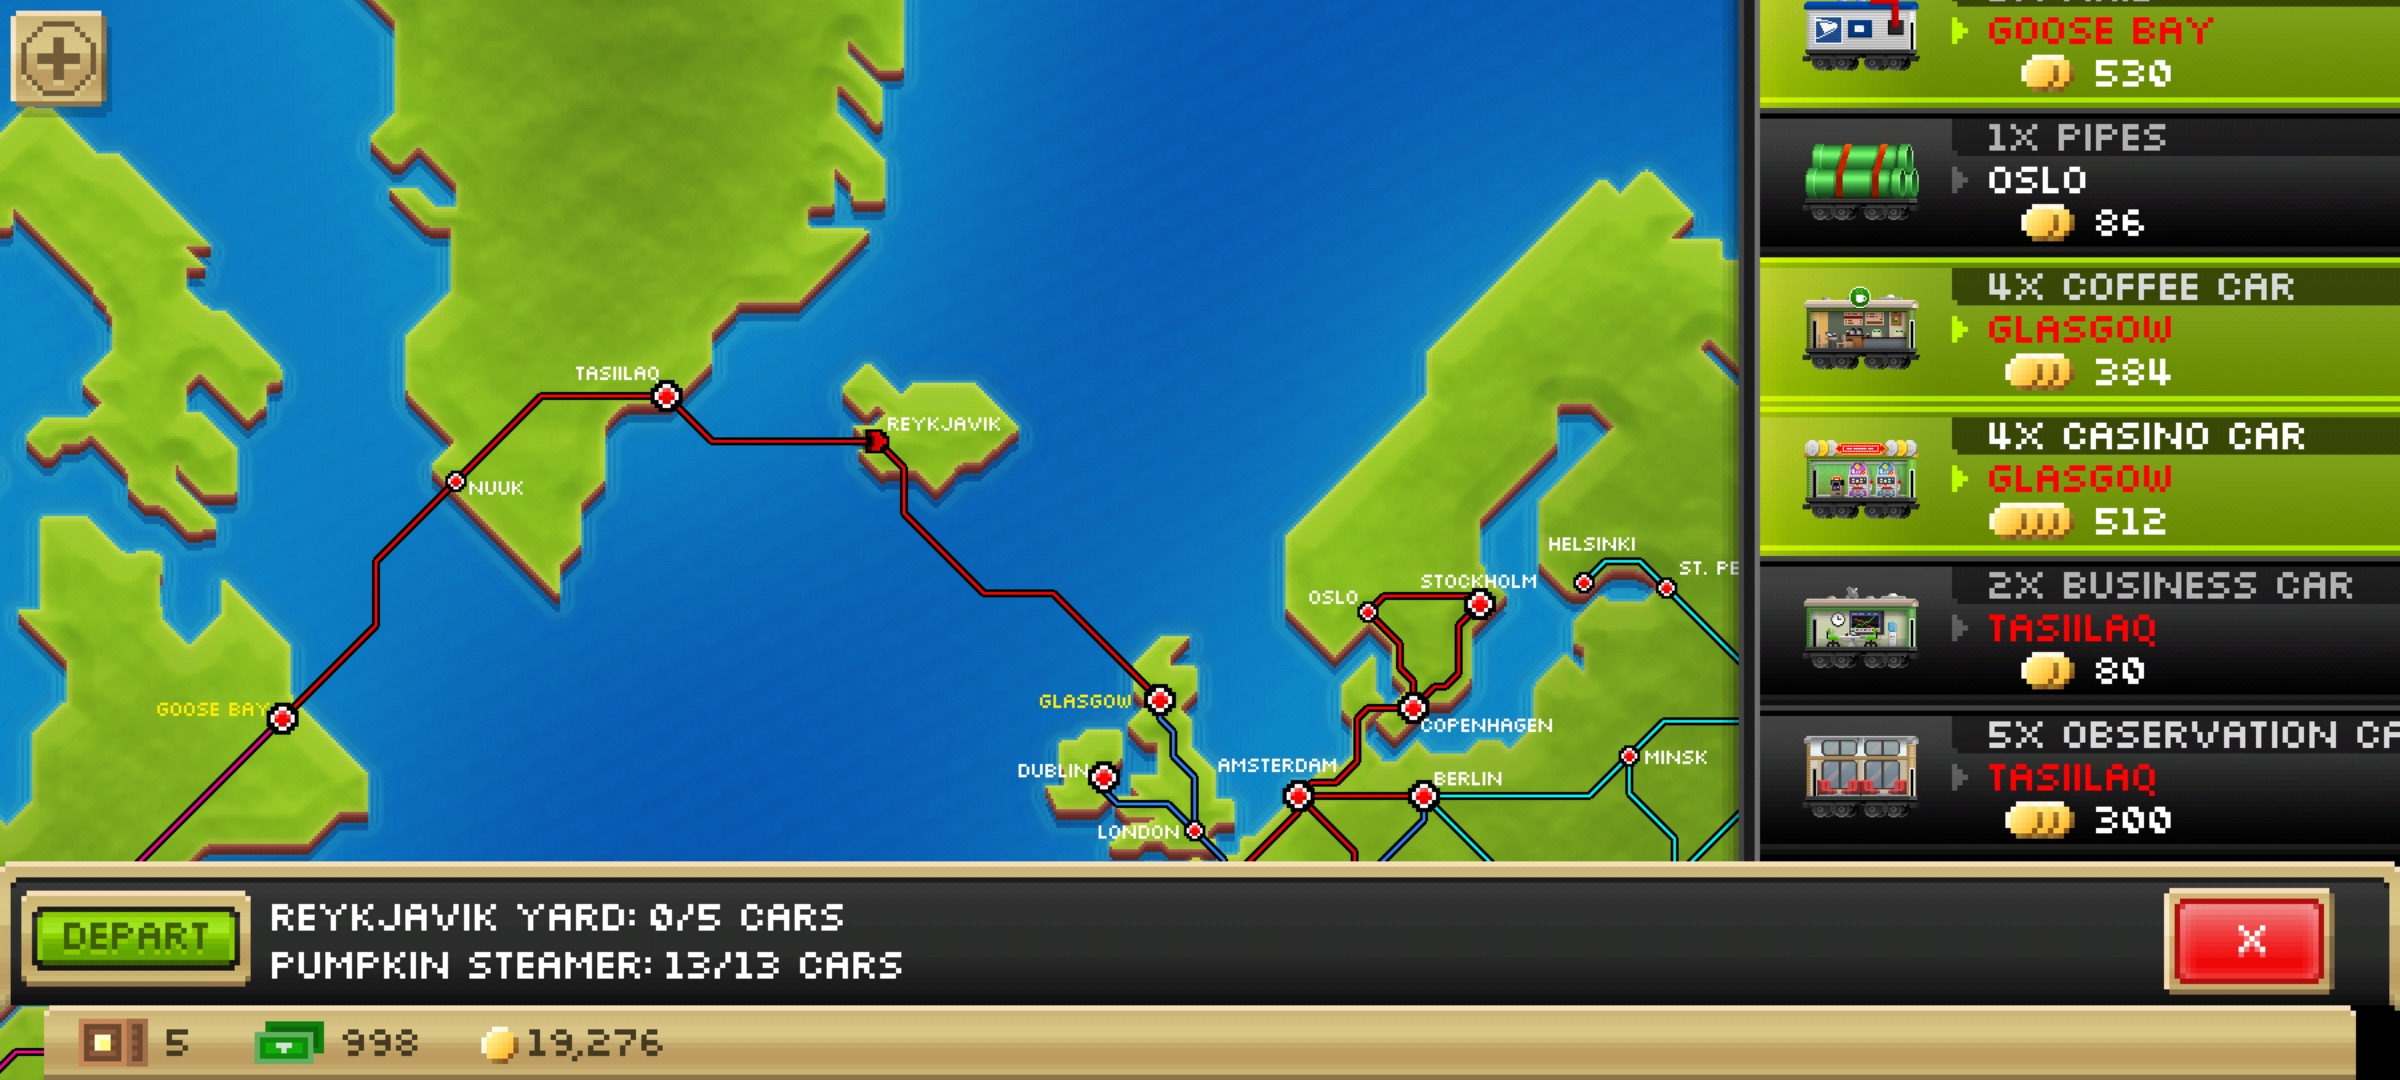 TASIILAQ
REYKJAVIK
NUUK
GOOSE BAY
GLASGOW
DUBLIN
LONDON
AMSTERDAM
OSLO
STOCKHOLM
HELSINKI
ST. PE
COPENHAGEN
BERLIN
MINSK
GOOSE BAY
530
1X PIPES
OSLO
86
4X COFFEE CAR
GLASGOW
384
4X CASINO CAR
GLASGOW
512
2X BUSINESS CAR
TASIILAQ
80
5X OBSERVATION CA
TASIILAQ
300
DEPART
REYKJAVIK YARD: 0/5 CARS
PUMPKIN STEAMER: 13/13 CARS
X
5
998
19,276